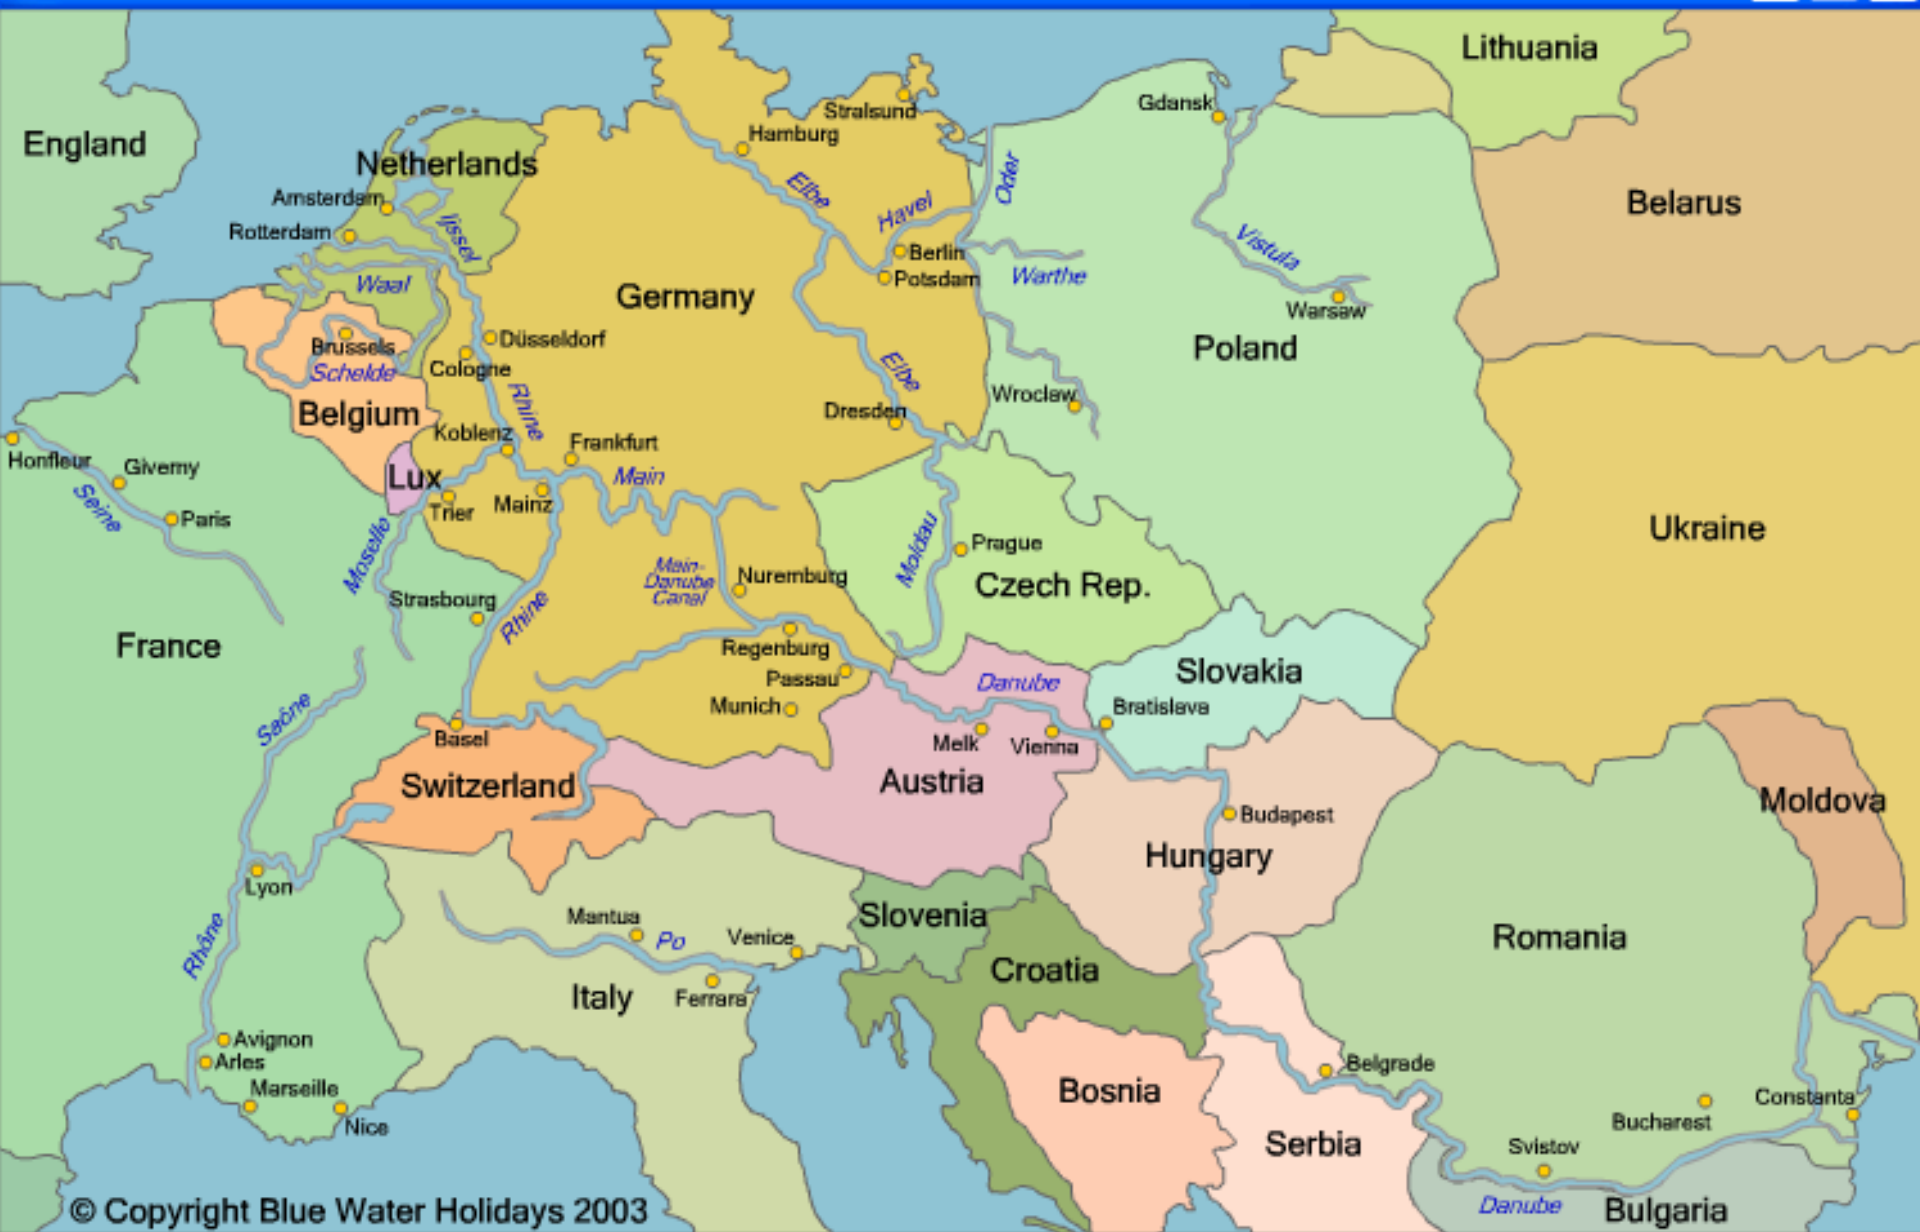 Lithuania
England
Gdansk
Stralsund
Hamburg
Netherlands
Belarus
Amsterdam
Elbe
Havel
Oder
Rotterdam
Ijssel
Vistula
Berlin
Warthe
Potsdam
Waal
Germany
Warsaw
Düsseldorf
Brussels
Poland
Cologne
Schelde
Elbe
Rhine
Wroclaw
Belgium
Dresden
Koblenz
Frankfurt
Honfleur
Giverny
Lux
Main
Seine
Trier
Mainz
Paris
Ukraine
Moselle
Moldau
Prague
Main-
Danube
Canal
Nuremburg
Czech Rep.
Strasbourg
Rhine
France
Regenburg
Slovakia
Passau
Danube
Munich
Bratislava
Saône
Basel
Melk
Vienna
Switzerland
Austria
Moldova
Budapest
Hungary
Lyon
Mantua
Slovenia
Po
Venice
Romania
Rhône
Croatia
Italy
Ferrara
Avignon
Arles
Belgrade
Marseille
Bosnia
Constanta
Bucharest
Nice
Serbia
Svistov
Danube
Bulgaria
© Copyright Blue Water Holidays 2003